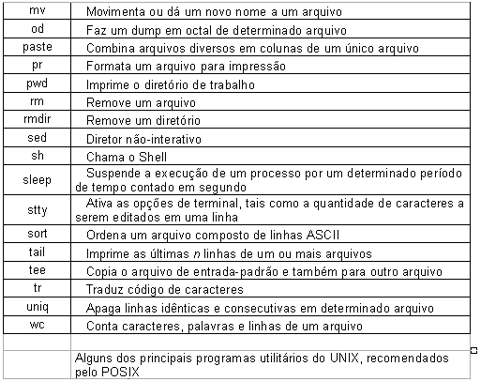 mv Movimenta ou dá um novo nome a um arquivo
od Faz um dump em octal de determinado arquivo
paste Combina arquivos diversos em colunas de um único arquivo
pr Formata um arquivo para impressão
pwd Imprime o diretório de trabalho
rm Remove um arquivo
rmdir Remove um diretório
sed Diretor não-interativo
sh Chama o Shell
sleep Suspende a execução de um processo por um determinado período
de tempo contado em segundo
stty Ativa as opções de terminal, tais como a quantidade de caracteres a
serem editados em uma linha
sort Ordena um arquivo composto de linhas ASCII
tail Imprime as últimas n linhas de um ou mais arquivos
tee Copia o arquivo de entrada-padrão e também para outro arquivo
tr Traduz código de caracteres
uniq Apaga linhas idênticas e consecutivas em determinado arquivo
wc Conta caracteres, palavras e linhas de um arquivo
Alguns dos principais programas utilitários do UNIX, recomendados
pelo POSIX